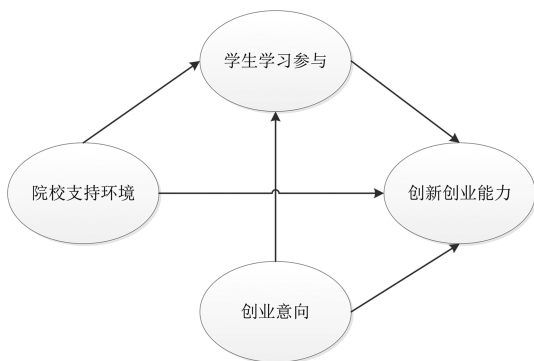 学生学习参与
院校支持环境
创新创业能力
创业意向